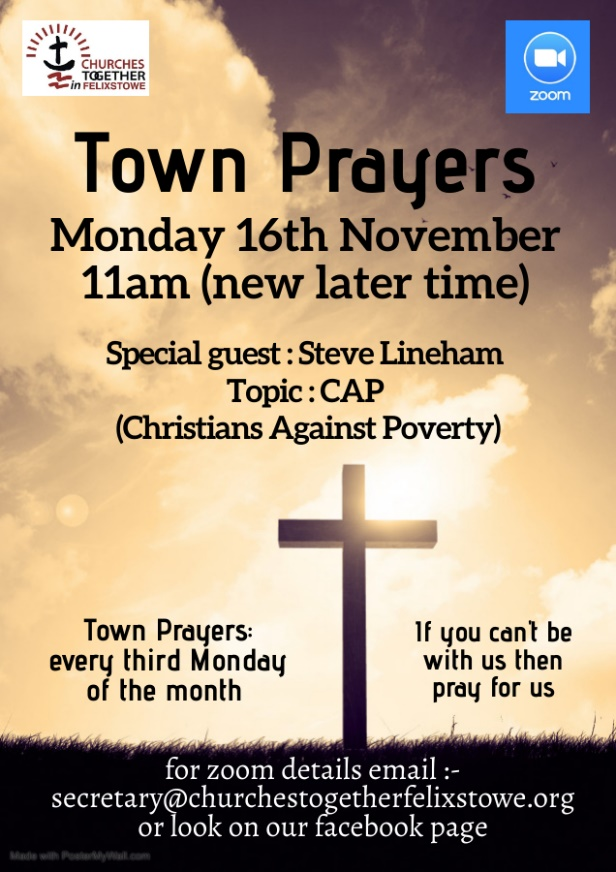 CHURCHES
TOGETHER
in FELIXSTOWE
zoom
Town Prayers
Monday 16th November
11am (new later time)
Special guest : Steve Lineham
Topic : CAP
(Christians Against Poverty)
Town Prayers:
every third Monday
of the month
If you can't be
with us then
pray for us
for zoom details email :-
secretary@churchestogetherfelixstowe.org
or look on our facebook page
Made with PosterMyWall.com